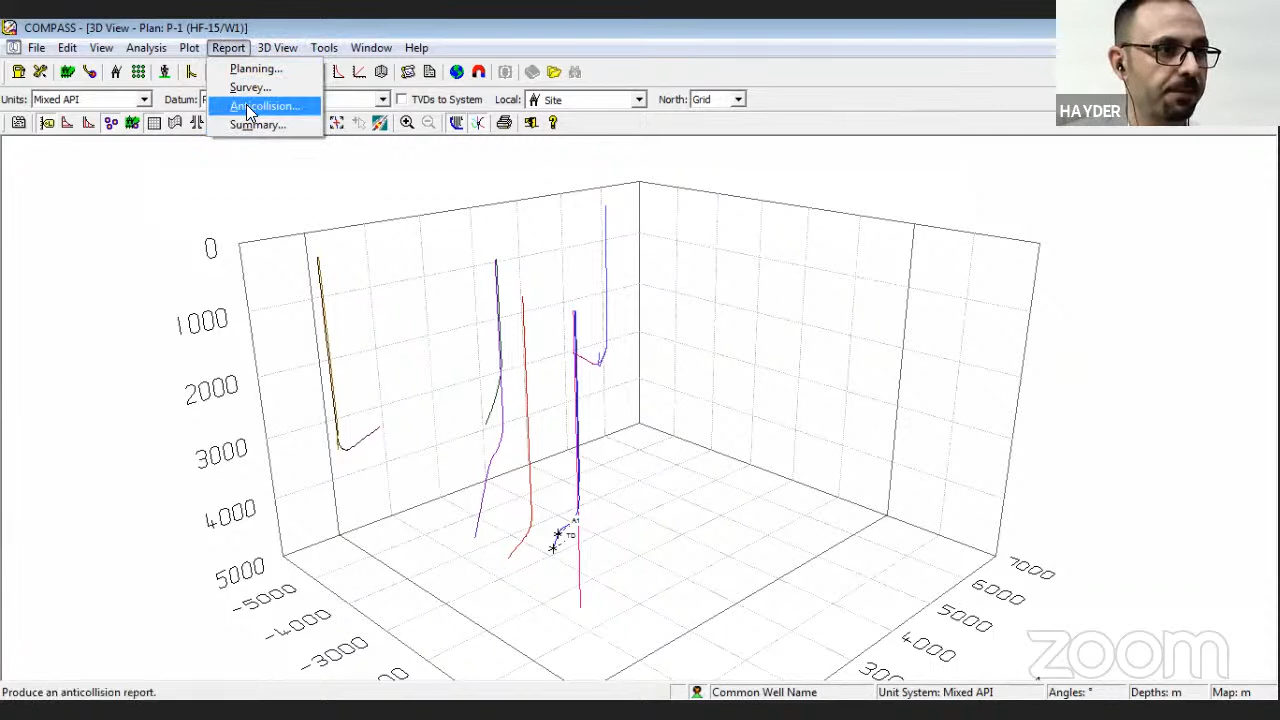 COMPASS - [3D View - Plan: P-1 (HF-15/W1)]
File Edit View Analysis Plot Report 3D View Tools Window Help
Planning...
Survey...
Anticollision...
Summary...
Units: Mixed API Datum: TVDs to System Local: Site North: Grid
HAYDER
0
1000
2000
3000
4000
5000
-5000
-4000
-3000
7000
6000
5000
4000
A1
TD
zoom
Produce an anticollision report. Common Well Name Unit System: Mixed API Angles: ° Depths: m Map: m